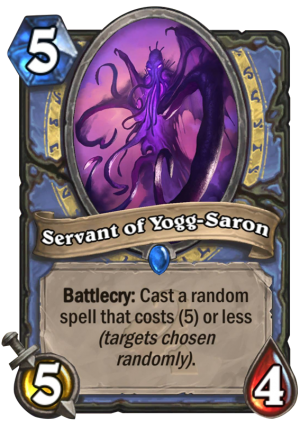 5
Servant of Yogg-Saron
Battlecry: Cast a random
spell that costs (5) or less
(targets chosen
randomly).
5
4